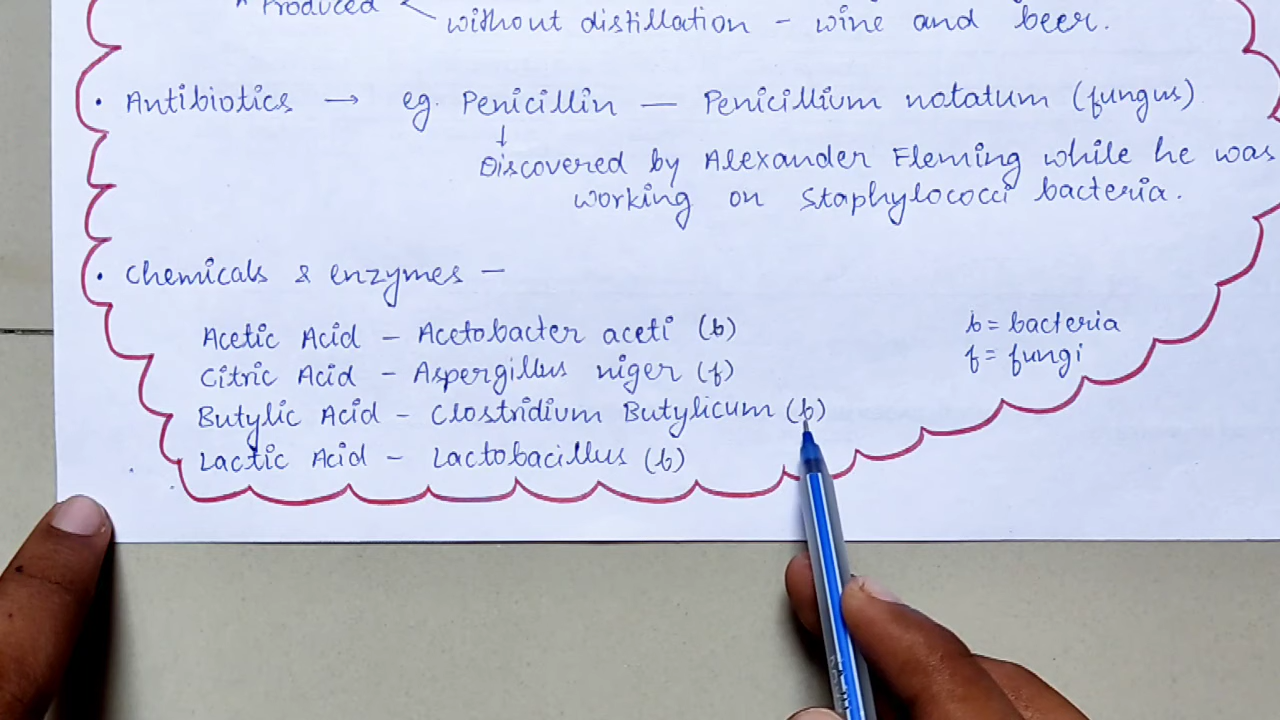 * Produced
without distillation - wine and beer.
• Antibiotics → eg. Penicillin — Penicillium notatum (fungus)
↓
Discovered by Alexander Fleming while he was
working on Staphylococci bacteria.
• Chemicals & enzymes —
Acetic Acid - Acetobacter aceti (b)
b = bacteria
Citric Acid - Aspergillus niger (f)
f = fungi
Butylic Acid - Clostridium Butylicum (b)
Lactic Acid - Lactobacillus (b)